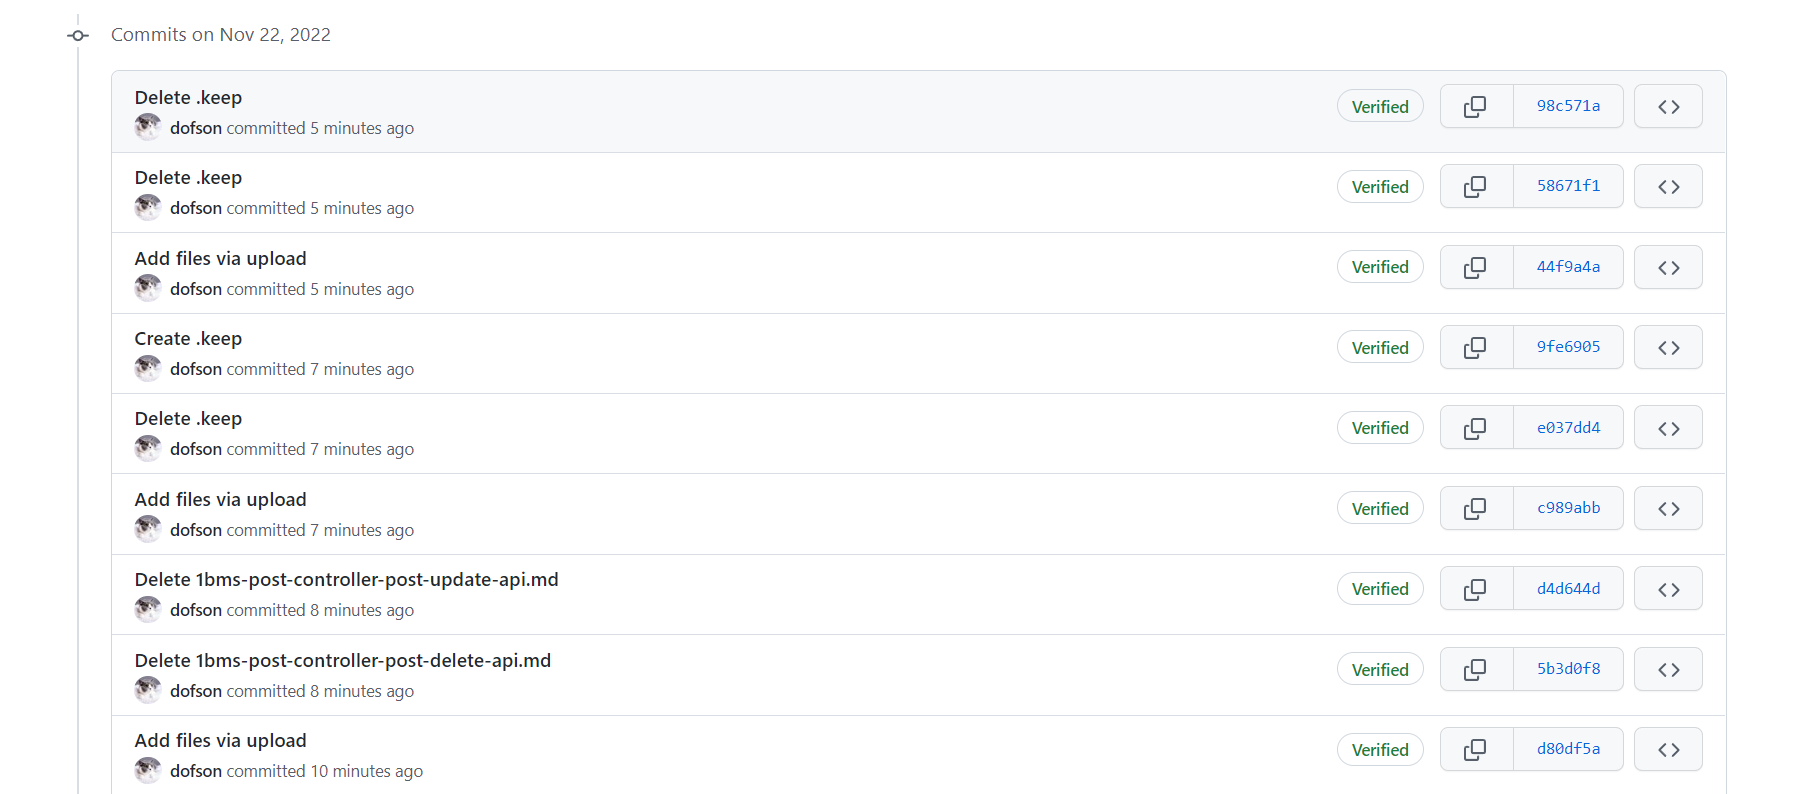 Commits on Nov 22, 2022
Delete .keep
Verified 98c571a
dofson committed 5 minutes ago
Delete .keep
Verified 58671f1
dofson committed 5 minutes ago
Add files via upload
Verified 44f9a4a
dofson committed 5 minutes ago
Create .keep
Verified 9fe6905
dofson committed 7 minutes ago
Delete .keep
Verified e037dd4
dofson committed 7 minutes ago
Add files via upload
Verified c989abb
dofson committed 7 minutes ago
Delete 1bms-post-controller-post-update-api.md
Verified d4d644d
dofson committed 8 minutes ago
Delete 1bms-post-controller-post-delete-api.md
Verified 5b3d0f8
dofson committed 8 minutes ago
Add files via upload
Verified d80df5a
dofson committed 10 minutes ago